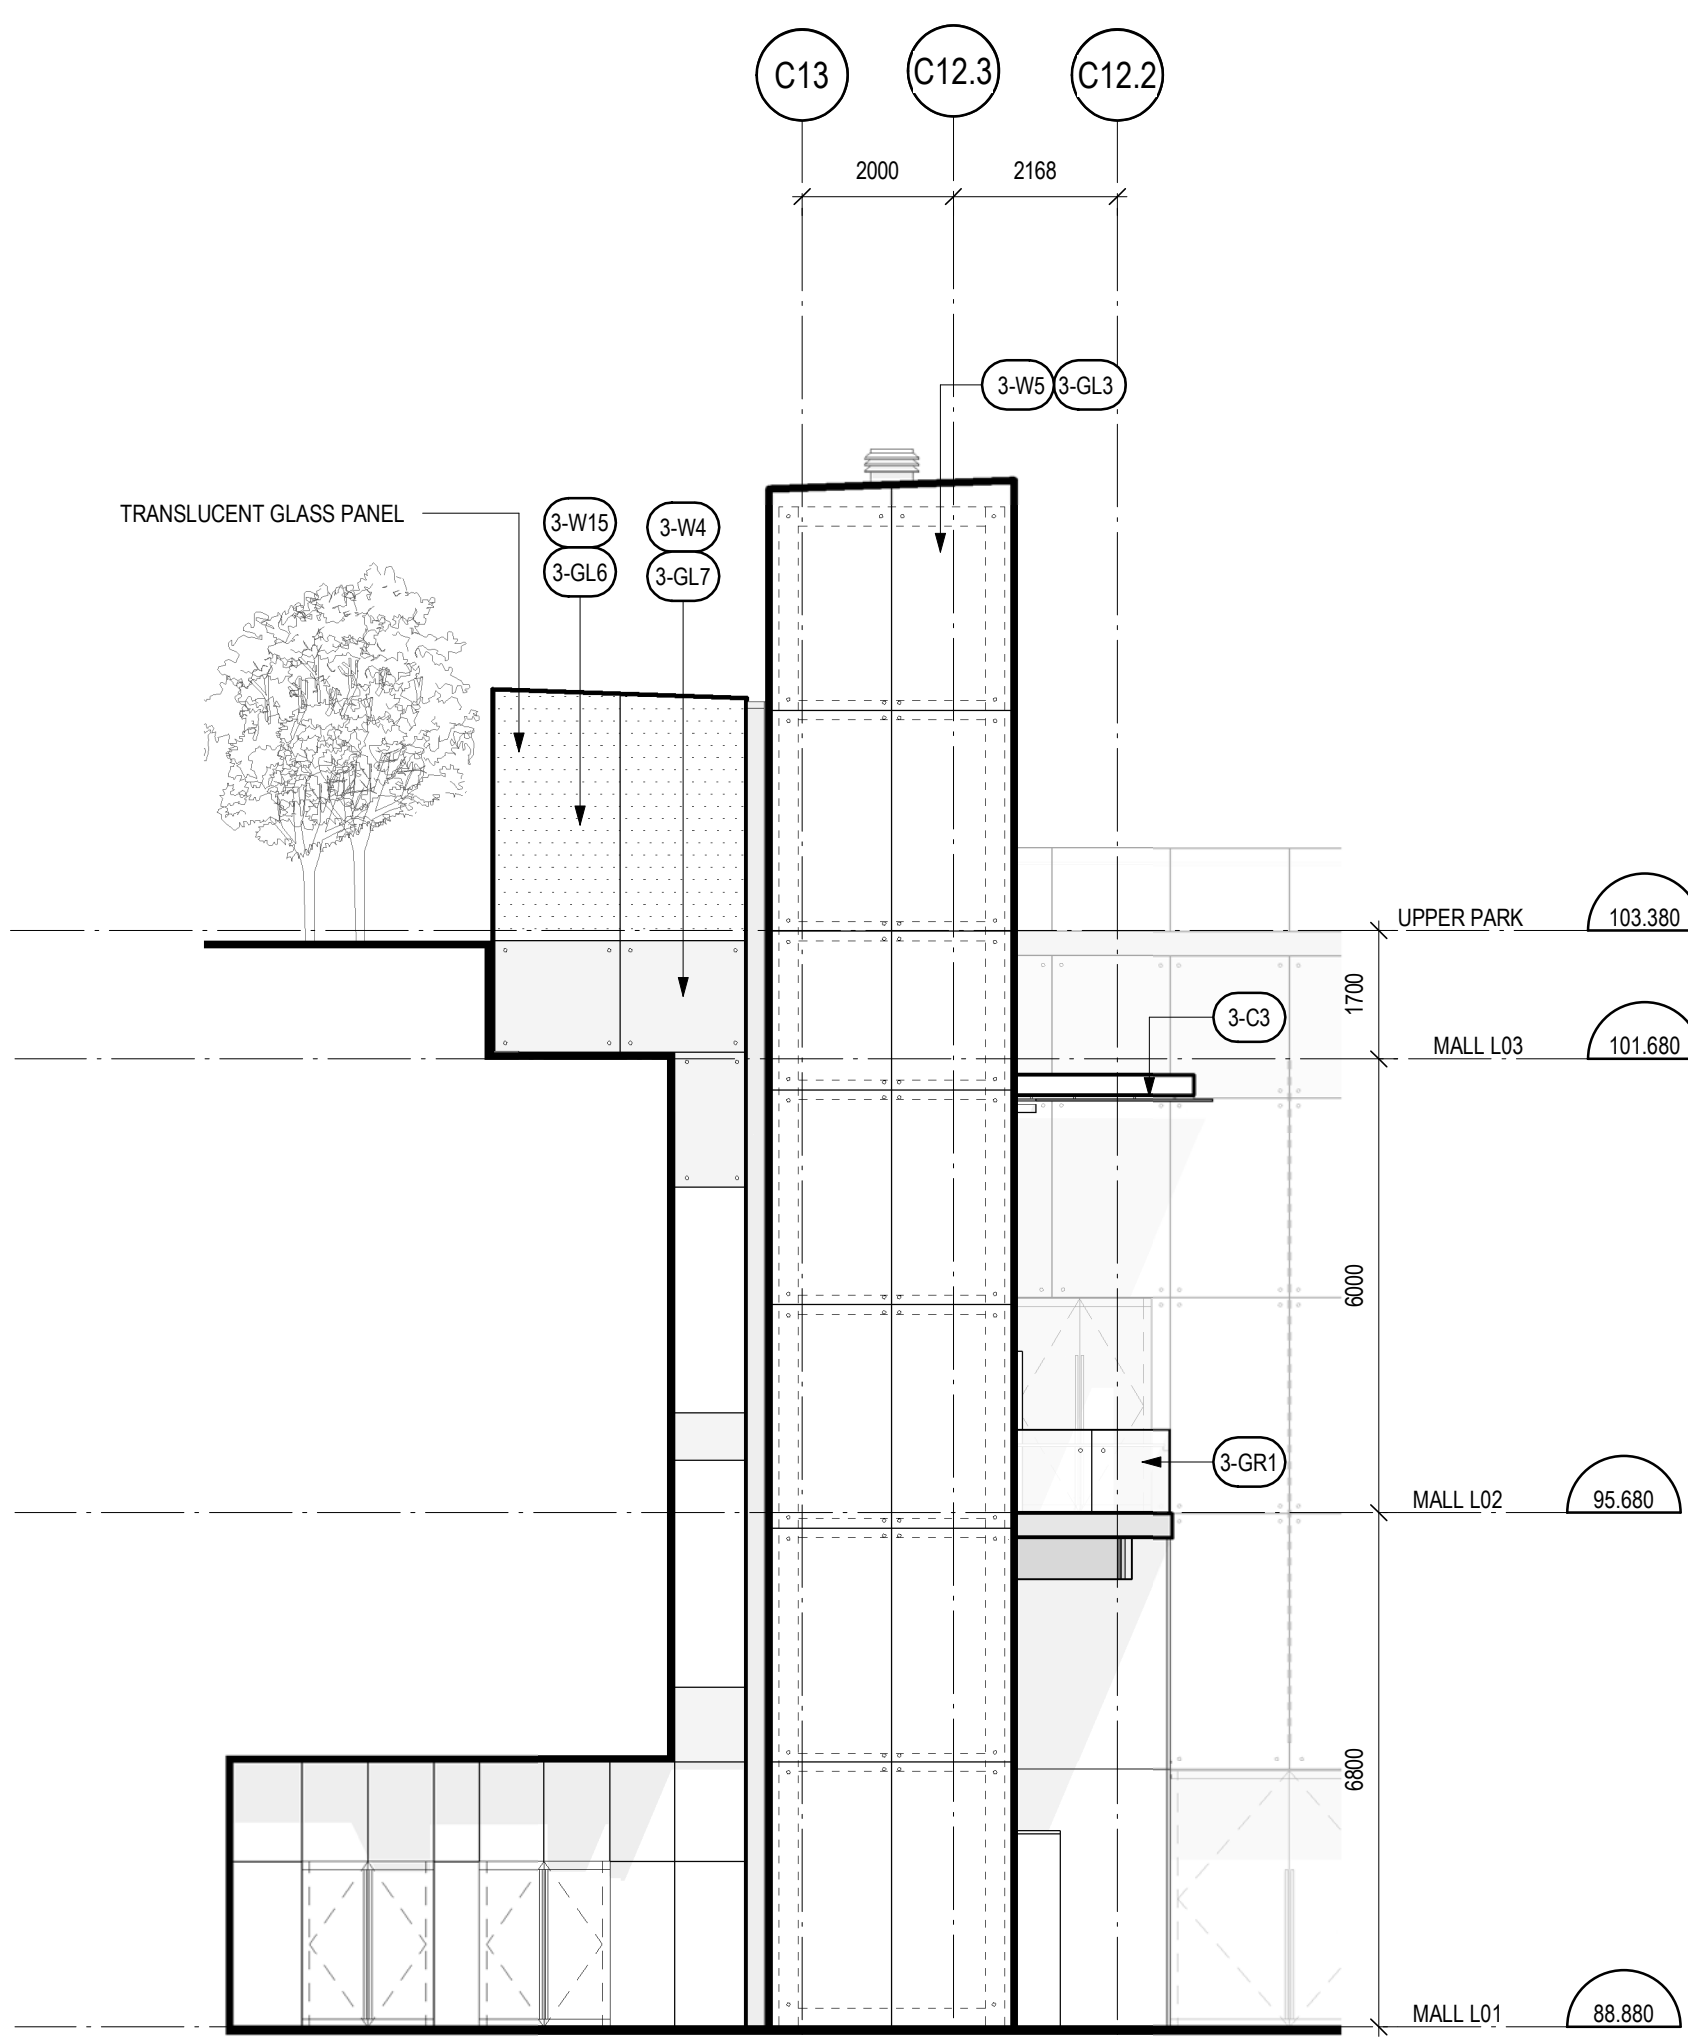 C13
C12.3
C12.2
2000
2168
3-W5 3-GL3
TRANSLUCENT GLASS PANEL
3-W15
3-GL6
3-W4
3-GL7
UPPER PARK 103.380
1700
3-C3
MALL L03 101.680
6000
3-GR1
MALL L02 95.680
6800
MALL L01 88.880